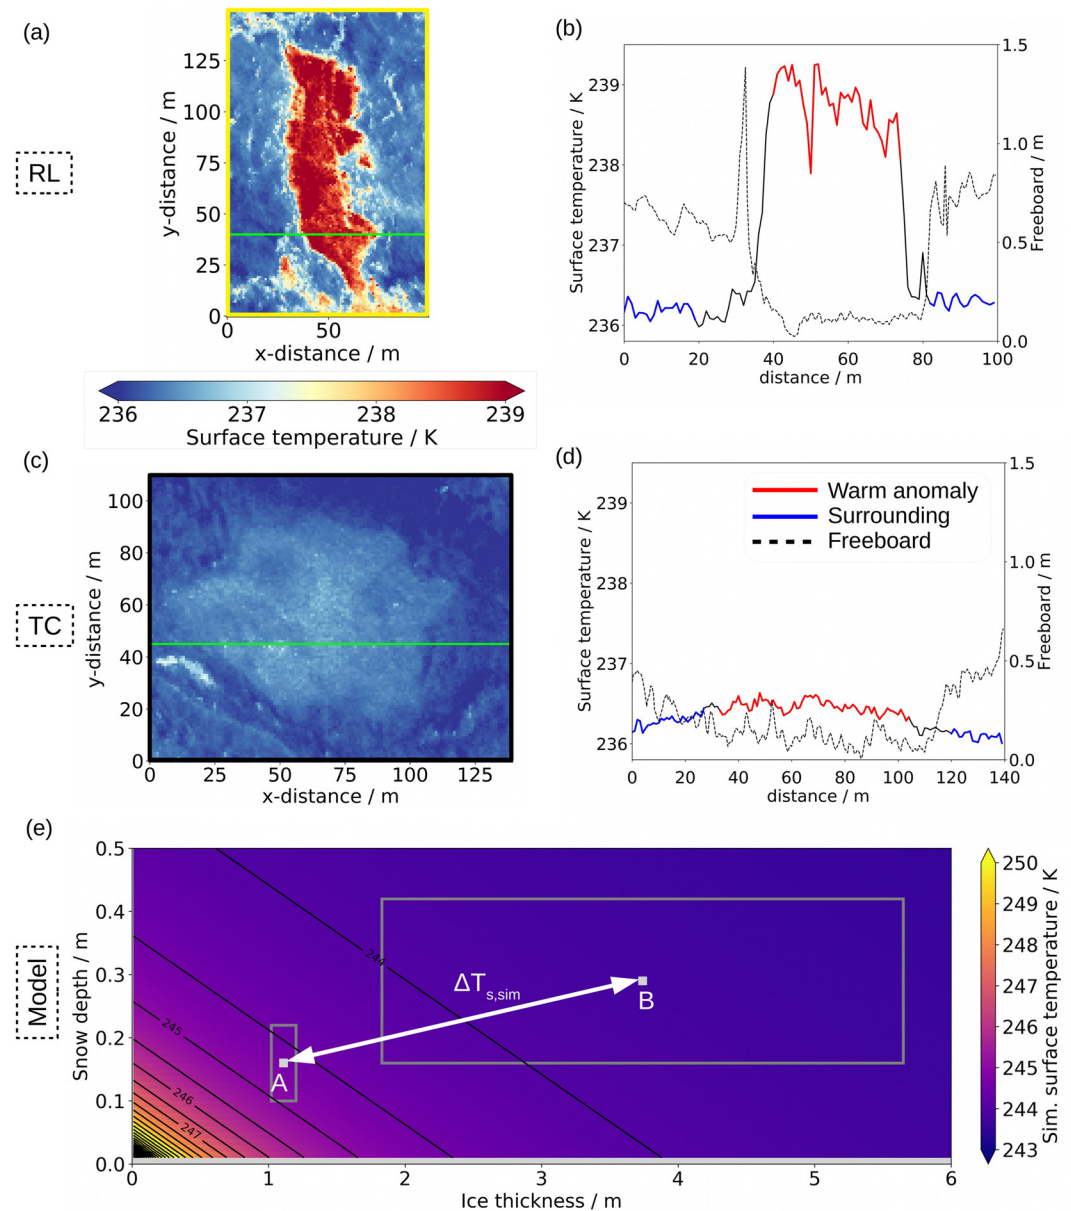 (a)
RL
y-distance / m
125
100
75
50
25
0
0
50
x-distance / m
(b)
Surface temperature / K
239
238
237
236
1.5
1.0
0.5
0.0
Freeboard / m
0
20
40
60
80
100
distance / m
236
237
238
239
Surface temperature / K
(c)
TC
y-distance / m
100
80
60
40
20
0
0
25
50
75
100
125
x-distance / m
(d)
Surface temperature / K
239
238
237
236
Warm anomaly
Surrounding
Freeboard
1.5
1.0
0.5
0.0
Freeboard / m
0
20
40
60
80
100
120
140
distance / m
(e)
Model
Snow depth / m
0.5
0.4
0.3
0.2
0.1
0.0
244
245
246
247
ΔTs,sim
A
B
0
1
2
3
4
5
6
Ice thickness / m
250
249
248
247
246
245
244
243
Sim. surface temperature / K